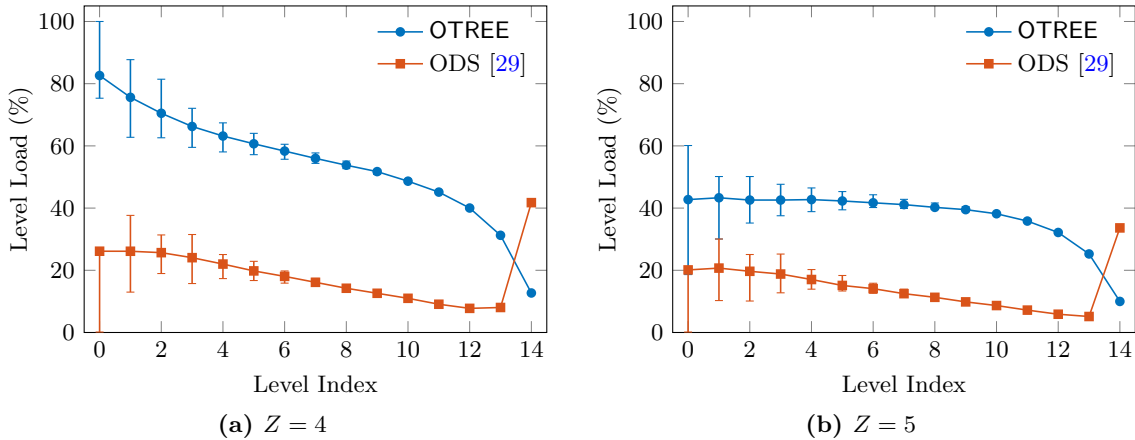 OTREE
ODS [29]
Level Load (%)
100
80
60
40
20
0
0 2 4 6 8 10 12 14
Level Index
(a) Z = 4
OTREE
ODS [29]
Level Load (%)
100
80
60
40
20
0
0 2 4 6 8 10 12 14
Level Index
(b) Z = 5